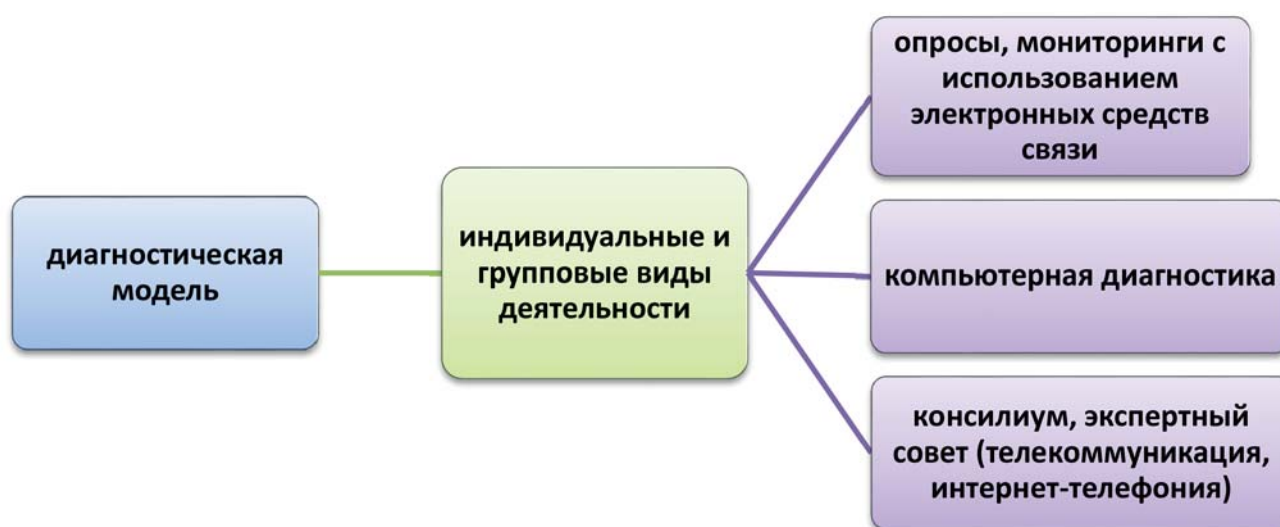 диагностическая
модель
индивидуальные и
групповые виды
деятельности
опросы, мониторинги с
использованием
электронных средств
связи
компьютерная диагностика
консилиум, экспертный
совет (телекоммуникация,
интернет-телефония)